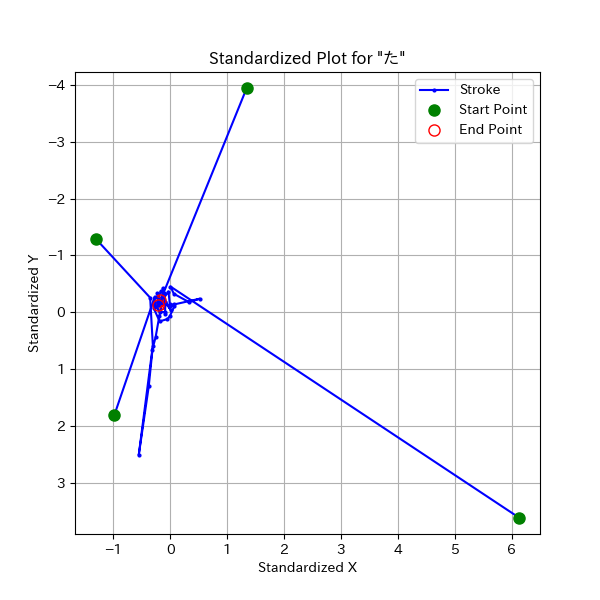 Standardized Plot for "た"
Stroke
Start Point
End Point
Standardized Y
−4
−3
−2
−1
0
1
2
3
−1 0 1 2 3 4 5 6
Standardized X